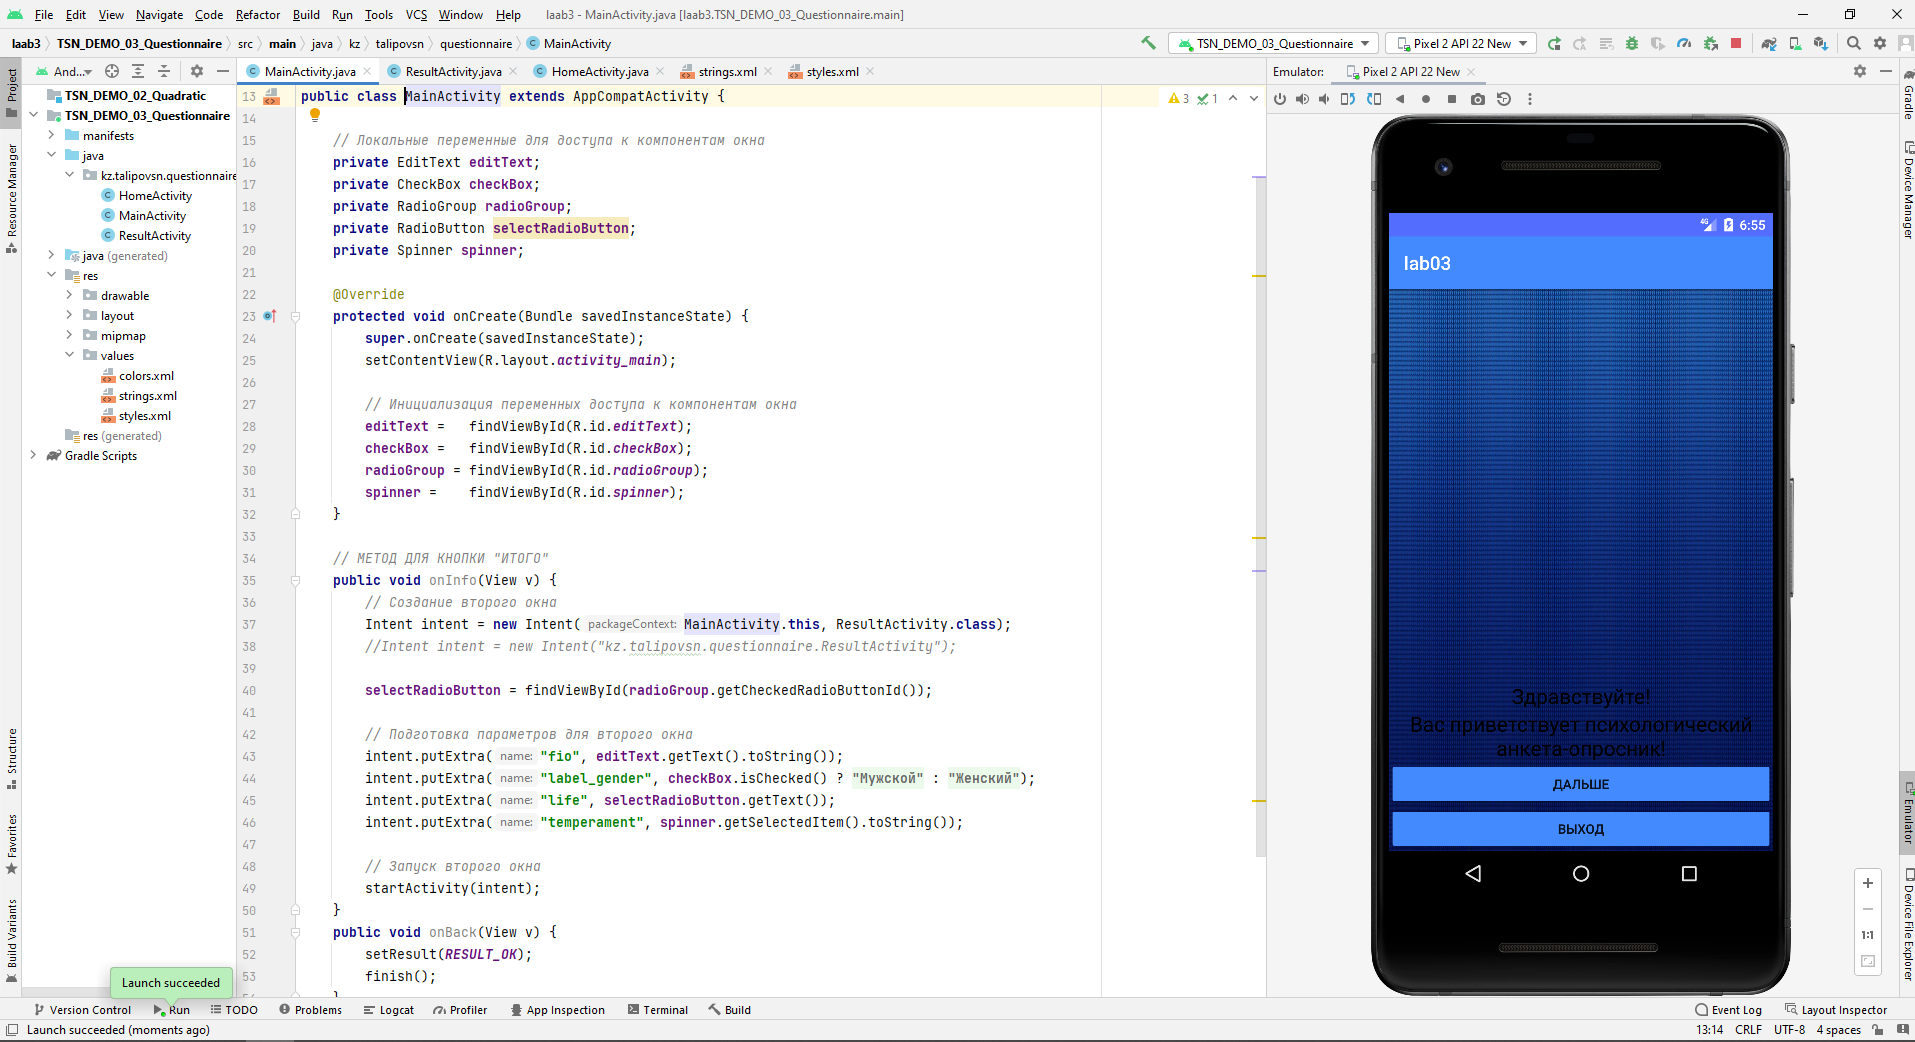 File Edit View Navigate Code Refactor Build Run Tools VCS Window Help laab3 - MainActivity.java [laab3.TSN_DEMO_03_Questionnaire.main]
laab3 TSN_DEMO_03_Questionnaire src main java kz talipovsn questionnaire MainActivity TSN_DEMO_03_Questionnaire Pixel 2 API 22 New
And... MainActivity.java ResultActivity.java HomeActivity.java strings.xml styles.xml Emulator: Pixel 2 API 22 New
Project
Resource Manager
Structure
Favorites
Build Variants
TSN_DEMO_02_Quadratic
TSN_DEMO_03_Questionnaire
manifests
java
kz.talipovsn.questionnaire
HomeActivity
MainActivity
ResultActivity
java (generated)
res
drawable
layout
mipmap
values
colors.xml
strings.xml
styles.xml
res (generated)
Gradle Scripts
3 1
13 public class MainActivity extends AppCompatActivity {
14
15 // Локальные переменные для доступа к компонентам окна
16 private EditText editText;
17 private CheckBox checkBox;
18 private RadioGroup radioGroup;
19 private RadioButton selectRadioButton;
20 private Spinner spinner;
21
22 @Override
23 protected void onCreate(Bundle savedInstanceState) {
24 super.onCreate(savedInstanceState);
25 setContentView(R.layout.activity_main);
26
27 // Инициализация переменных доступа к компонентам окна
28 editText = findViewById(R.id.editText);
29 checkBox = findViewById(R.id.checkBox);
30 radioGroup = findViewById(R.id.radioGroup);
31 spinner = findViewById(R.id.spinner);
32 }
33
34 // МЕТОД ДЛЯ КНОПКИ "ИТОГО"
35 public void onInfo(View v) {
36 // Создание второго окна
37 Intent intent = new Intent( packageContext: MainActivity.this, ResultActivity.class);
38 //Intent intent = new Intent("kz.talipovsn.questionnaire.ResultActivity");
39
40 selectRadioButton = findViewById(radioGroup.getCheckedRadioButtonId());
41
42 // Подготовка параметров для второго окна
43 intent.putExtra( name: "fio", editText.getText().toString());
44 intent.putExtra( name: "label_gender", checkBox.isChecked() ? "Мужской" : "Женский");
45 intent.putExtra( name: "life", selectRadioButton.getText());
46 intent.putExtra( name: "temperament", spinner.getSelectedItem().toString());
47
48 // Запуск второго окна
49 startActivity(intent);
50 }
51 public void onBack(View v) {
52 setResult(RESULT_OK);
53 finish();
4G 6:55
lab03
Здравствуйте!
Вас приветствует психологический
анкета-опросник!
ДАЛЬШЕ
ВЫХОД
1:1
Gradle
Device Manager
Emulator
Device File Explorer
Launch succeeded
Version Control Run TODO Problems Logcat Profiler App Inspection Terminal Build Event Log Layout Inspector
Launch succeeded (moments ago) 13:14 CRLF UTF-8 4 spaces